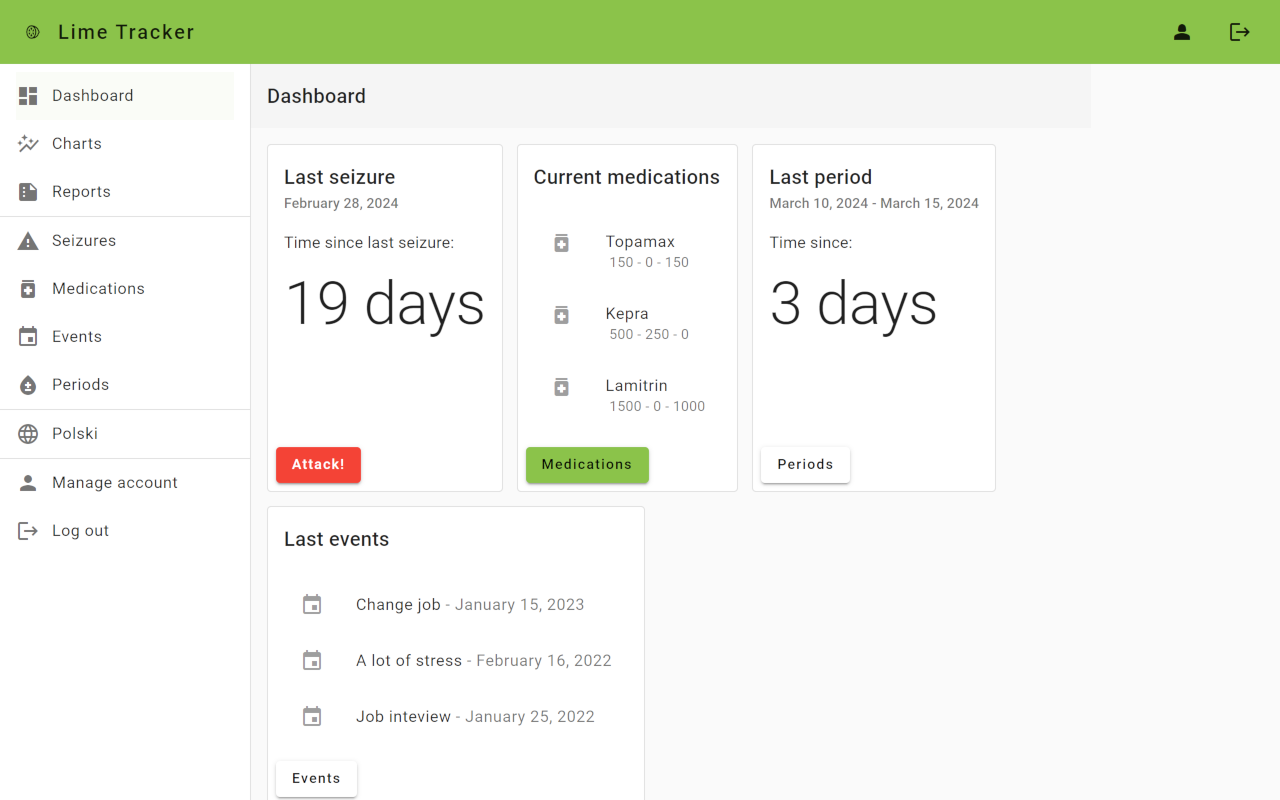 Lime Tracker
Dashboard
Charts
Reports
Seizures
Medications
Events
Periods
Polski
Manage account
Log out
Dashboard
Last seizure
February 28, 2024
Time since last seizure:
19 days
Attack!
Current medications
Topamax
150 - 0 - 150
Kepra
500 - 250 - 0
Lamitrin
1500 - 0 - 1000
Medications
Last period
March 10, 2024 - March 15, 2024
Time since:
3 days
Periods
Last events
Change job - January 15, 2023
A lot of stress - February 16, 2022
Job inteview - January 25, 2022
Events